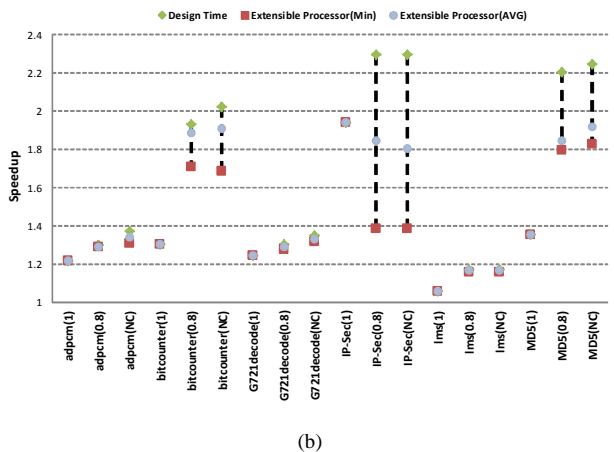 Design Time Extensible Processor(Min) Extensible Processor(AVG)
2.4
2.2
2
1.8
1.6
1.4
1.2
1
Speedup
adpcm(1)
adpcm(0.8)
adpcm(NC)
bitcounter(1)
bitcounter(0.8)
bitcounter(NC)
G721decode(1)
G721decode(0.8)
G721decode(NC)
IP-Sec(1)
IP-Sec(0.8)
IP-Sec(NC)
lms(1)
lms(0.8)
lms(NC)
MD5(1)
MD5(0.8)
MD5(NC)
(b)